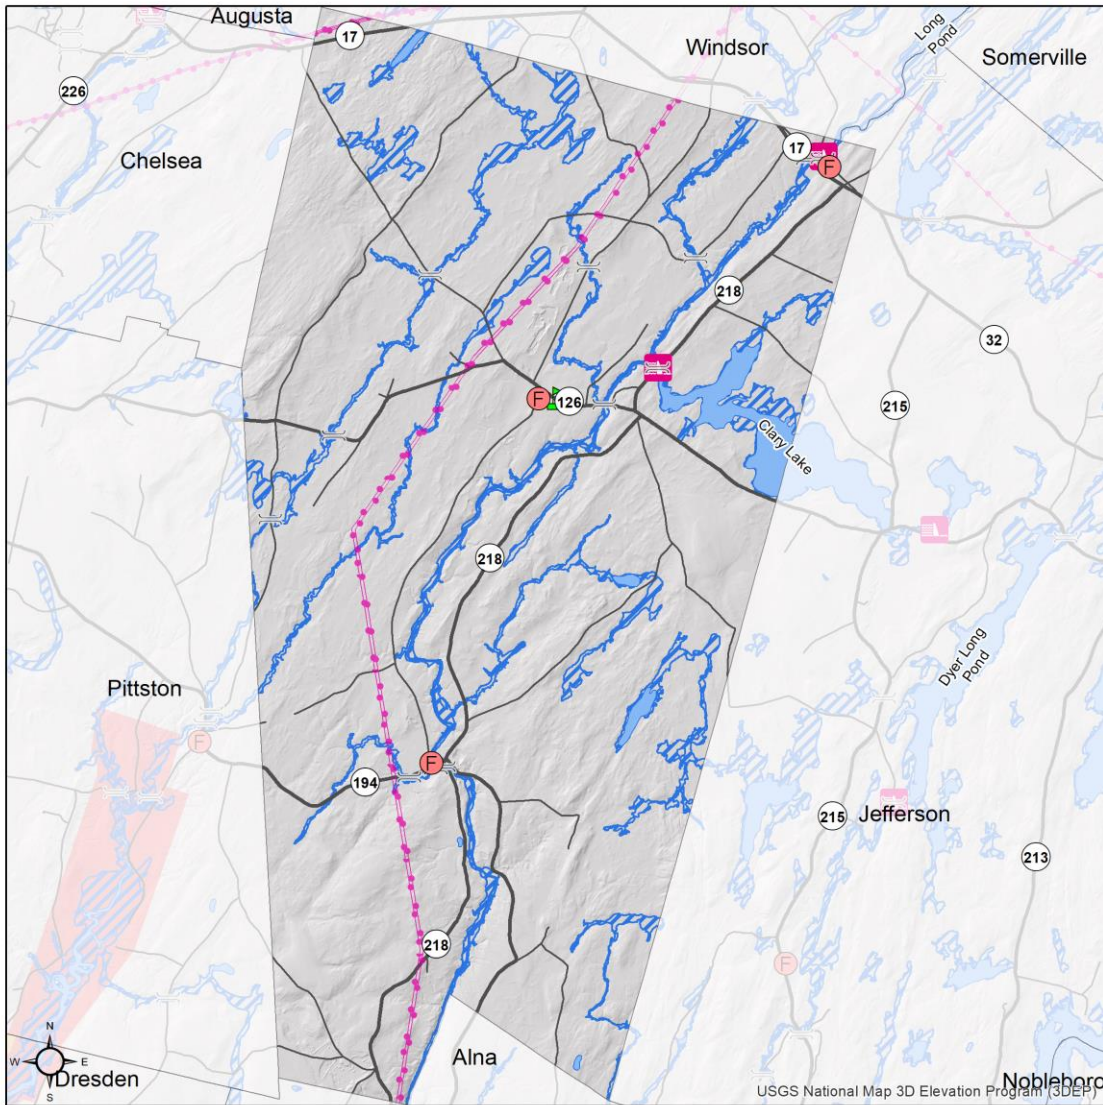 Augusta
17
Windsor
Long
Pond
Somerville
226
Chelsea
17
F
218
32
F
126
215
Clary Lake
218
Dyer Long
Pond
Pittston
F
F
194
215
Jefferson
213
218
F
N
W
E
S
Alna
Dresden
Nobleboro
USGS National Map 3D Elevation Program (3DEP)